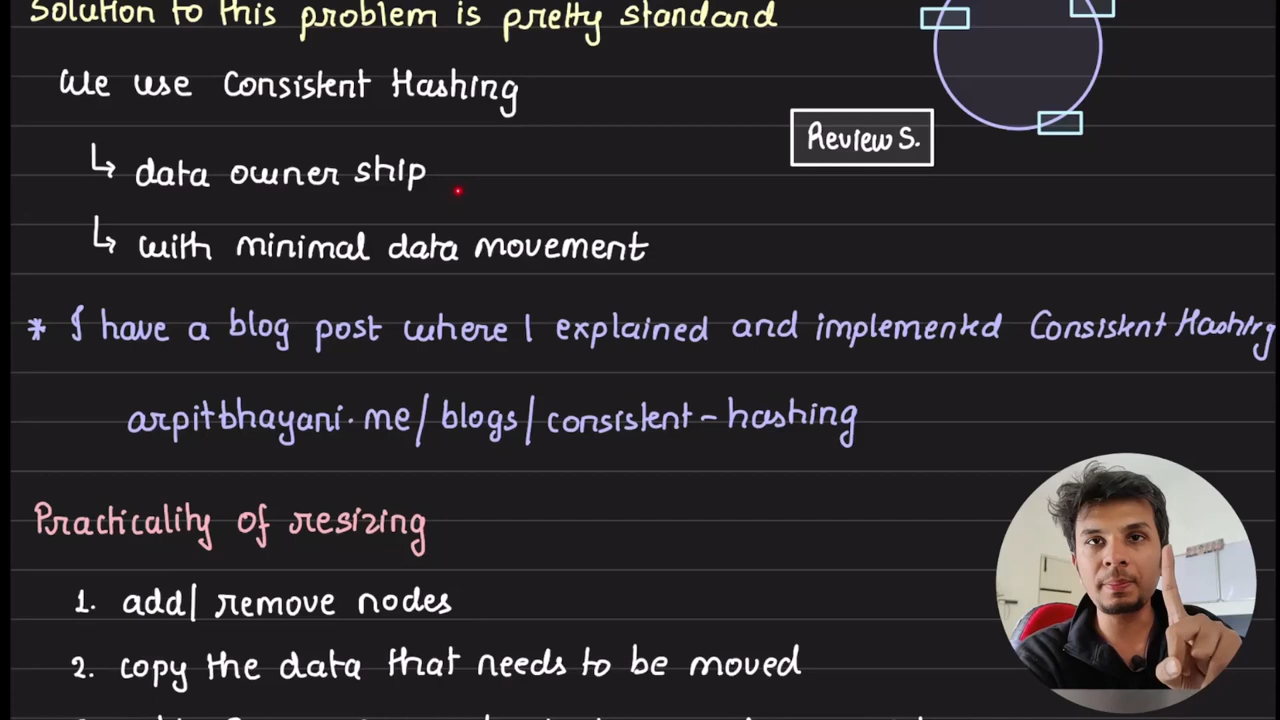 Solution to this problem is pretty standard
We use Consistent Hashing
Review S.
↳ data owner ship
↳ with minimal data movement
* I have a blog post where I explained and implemented Consistent Hashing
arpitbhayani.me/blogs/consistent-hashing
Practicality of resizing
1. add/ remove nodes
2. copy the data that needs to be moved